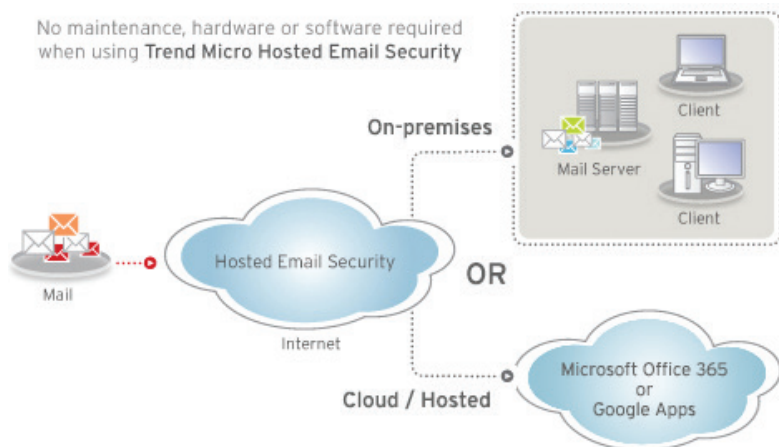 No maintenance, hardware or software required
when using Trend Micro Hosted Email Security
On-premises
Client
Mail Server
Client
Mail
Hosted Email Security
Internet
OR
Cloud / Hosted
Microsoft Office 365
or
Google Apps